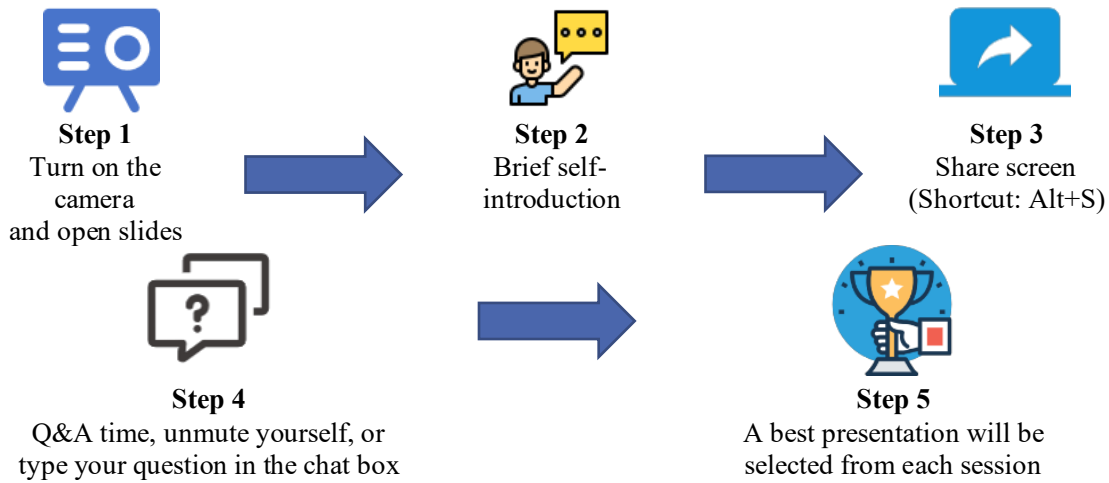 Step 1
Turn on the
camera
and open slides
Step 2
Brief self-
introduction
Step 3
Share screen
(Shortcut: Alt+S)
?
Step 4
Q&A time, unmute yourself, or
type your question in the chat box
Step 5
A best presentation will be
selected from each session